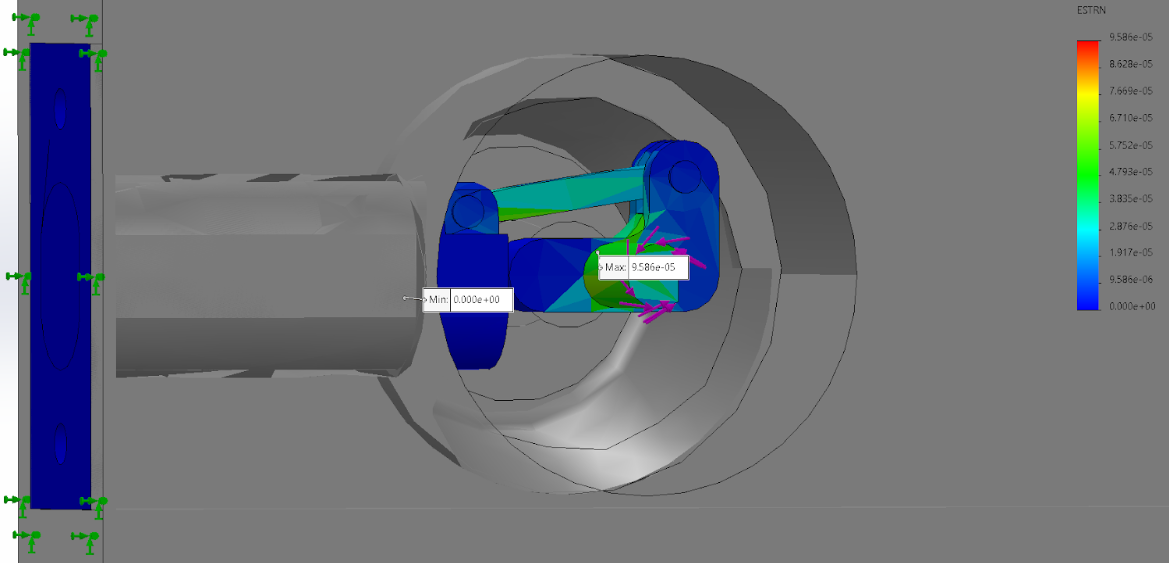 ESTRN
9.586e-05
8.628e-05
7.669e-05
6.710e-05
5.752e-05
4.793e-05
3.835e-05
2.876e-05
1.917e-05
9.586e-06
0.000e+00
Max: 9.586e-05
Min: 0.000e+00